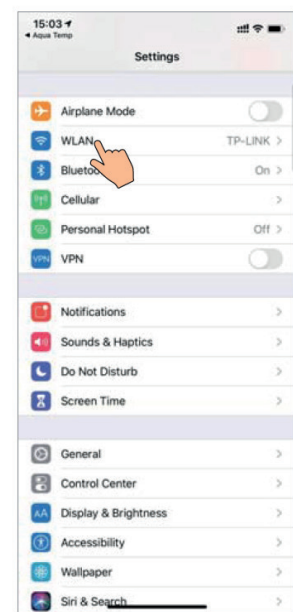 15:03
◀ Aqua Temp
Settings
Airplane Mode
WLAN TP-LINK >
Bluetoo On >
Cellular >
Personal Hotspot Off >
VPN VPN
Notifications >
Sounds & Haptics >
Do Not Disturb >
Screen Time >
General >
Control Center >
AA Display & Brightness >
Accessibility >
Wallpaper >
Siri & Search >